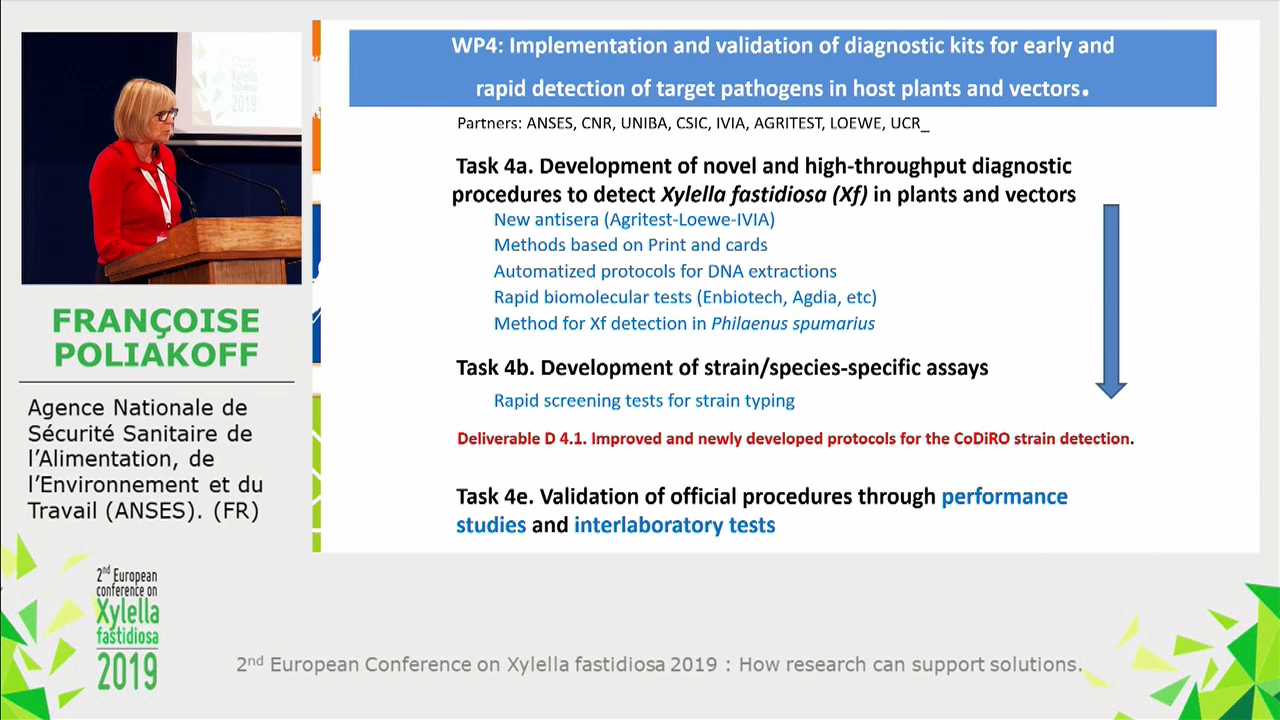 Xylella
fastidiosa
2019
FRANÇOISE
POLIAKOFF
Agence Nationale de
Sécurité Sanitaire de
l’Alimentation, de
l’Environnement et du
Travail (ANSES). (FR)
2nd European
conference on
Xylella
fastidiosa
2019
WP4: Implementation and validation of diagnostic kits for early and
rapid detection of target pathogens in host plants and vectors.
Partners: ANSES, CNR, UNIBA, CSIC, IVIA, AGRITEST, LOEWE, UCR_
Task 4a. Development of novel and high-throughput diagnostic
procedures to detect Xylella fastidiosa (Xf) in plants and vectors
New antisera (Agritest-Loewe-IVIA)
Methods based on Print and cards
Automatized protocols for DNA extractions
Rapid biomolecular tests (Enbiotech, Agdia, etc)
Method for Xf detection in Philaenus spumarius
Task 4b. Development of strain/species-specific assays
Rapid screening tests for strain typing
Deliverable D 4.1. Improved and newly developed protocols for the CoDiRO strain detection.
Task 4e. Validation of official procedures through performance
studies and interlaboratory tests
2nd European Conference on Xylella fastidiosa 2019 : How research can support solutions.